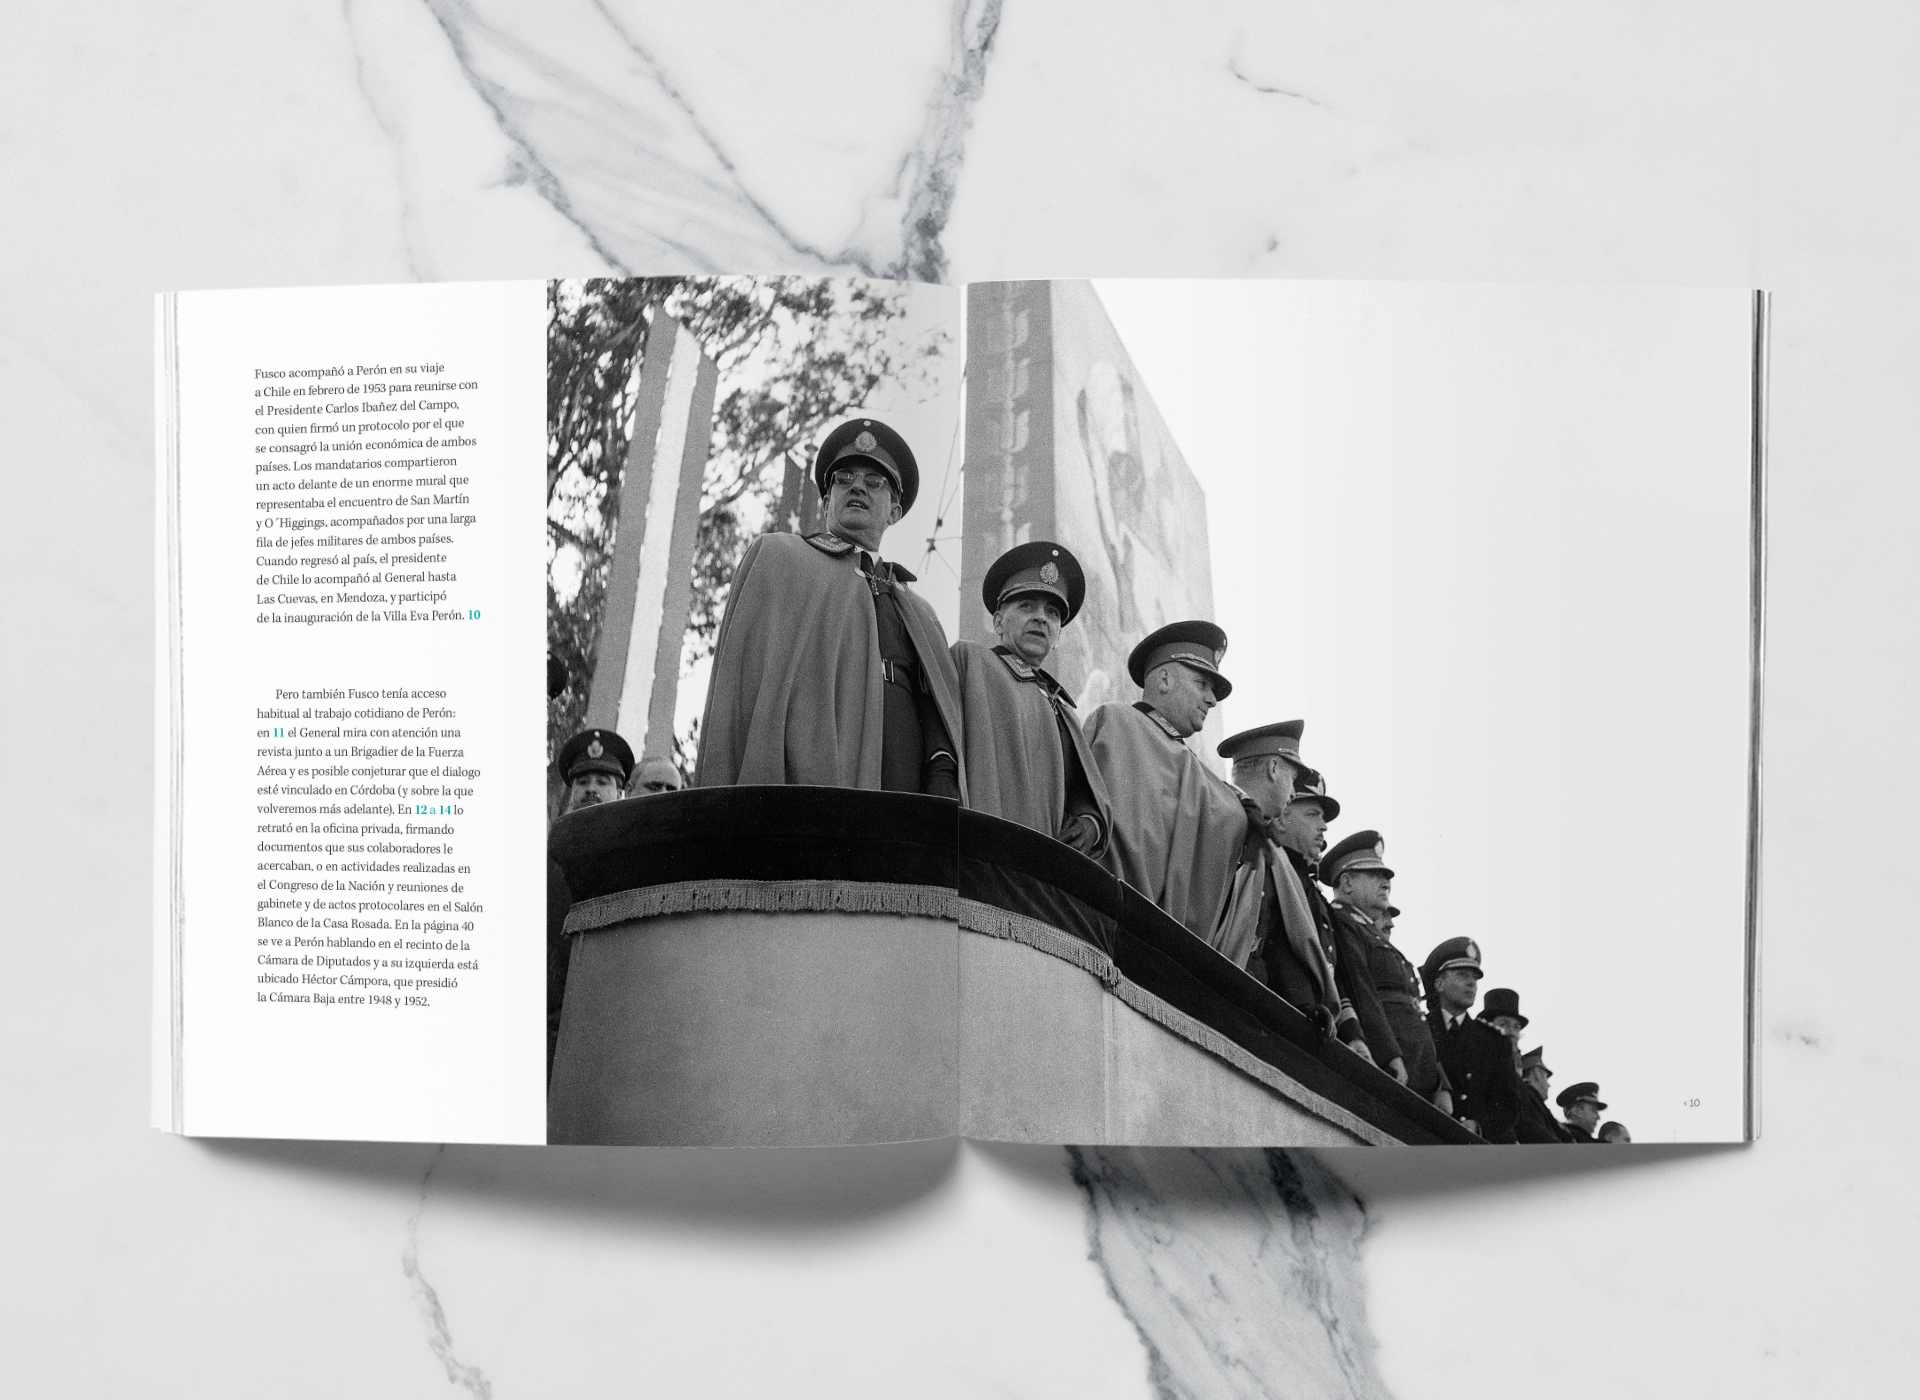 Fusco acompañó a Perón en su viaje
a Chile en febrero de 1953 para reunirse con
el Presidente Carlos Ibañez del Campo,
con quien firmó un protocolo por el que
se consagró la unión económica de ambos
países. Los mandatarios compartieron
un acto delante de un enorme mural que
representaba el encuentro de San Martín
y O´Higgings, acompañados por una larga
fila de jefes militares de ambos países.
Cuando regresó al país, el presidente
de Chile lo acompañó al General hasta
Las Cuevas, en Mendoza, y participó
de la inauguración de la Villa Eva Perón. 10
Pero también Fusco tenía acceso
habitual al trabajo cotidiano de Perón:
en 11 el General mira con atención una
revista junto a un Brigadier de la Fuerza
Aérea y es posible conjeturar que el dialogo
esté vinculado en Córdoba (y sobre la que
volveremos más adelante). En 12 a 14 lo
retrató en la oficina privada, firmando
documentos que sus colaboradores le
acercaban, o en actividades realizadas en
el Congreso de la Nación y reuniones de
gabinete y de actos protocolares en el Salón
Blanco de la Casa Rosada. En la página 40
se ve a Perón hablando en el recinto de la
Cámara de Diputados y a su izquierda está
ubicado Héctor Cámpora, que presidió
la Cámara Baja entre 1948 y 1952.
‹ 10